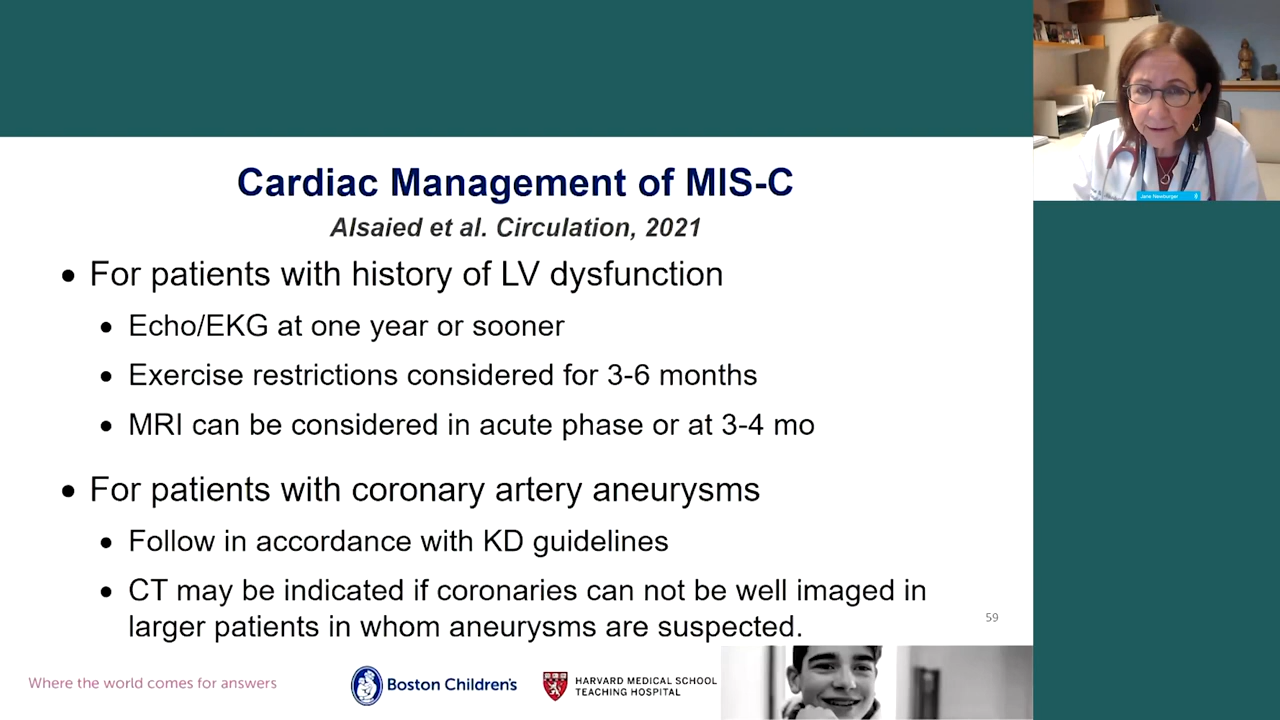 Cardiac Management of MIS-C
Alsaied et al. Circulation, 2021
• For patients with history of LV dysfunction
• Echo/EKG at one year or sooner
• Exercise restrictions considered for 3-6 months
• MRI can be considered in acute phase or at 3-4 mo
• For patients with coronary artery aneurysms
• Follow in accordance with KD guidelines
• CT may be indicated if coronaries can not be well imaged in
larger patients in whom aneurysms are suspected.
59
Where the world comes for answers
Boston Children's
HARVARD MEDICAL SCHOOL
TEACHING HOSPITAL
Jane Newburger